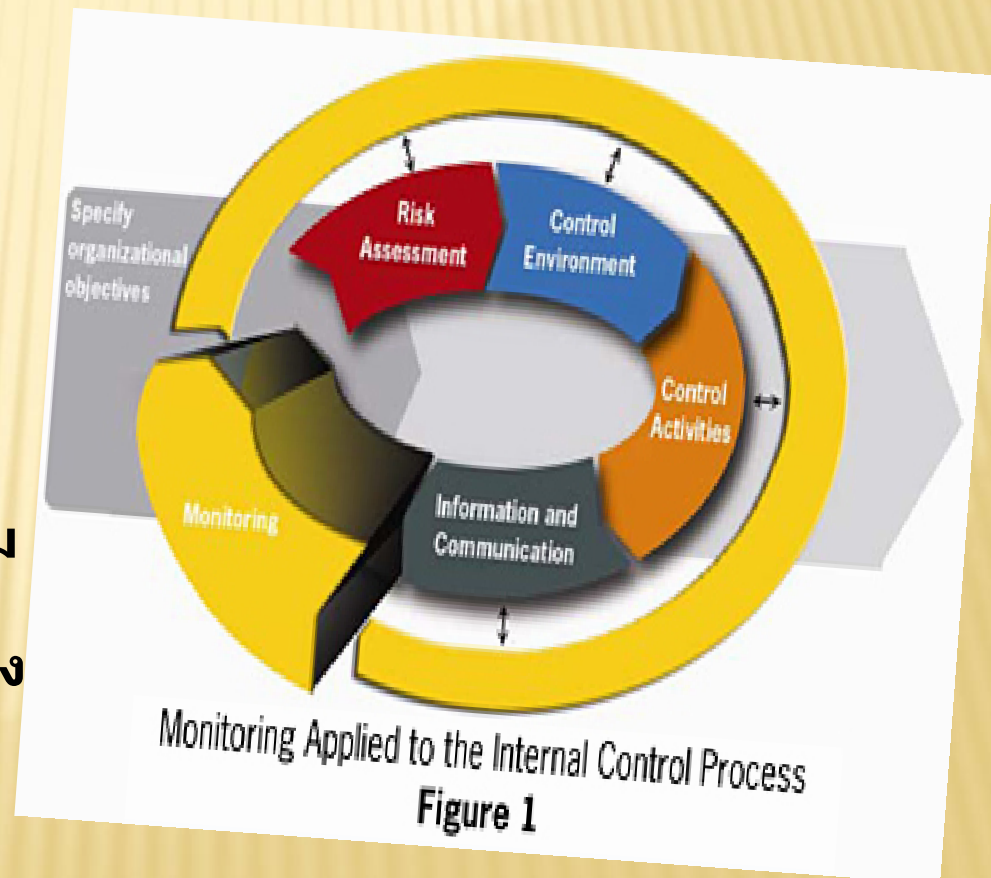 Specify
organizational
objectives
Risk
Assessment
Control
Environment
Control
Activities
Information and
Communication
Monitoring
Monitoring Applied to the Internal Control Process
Figure 1